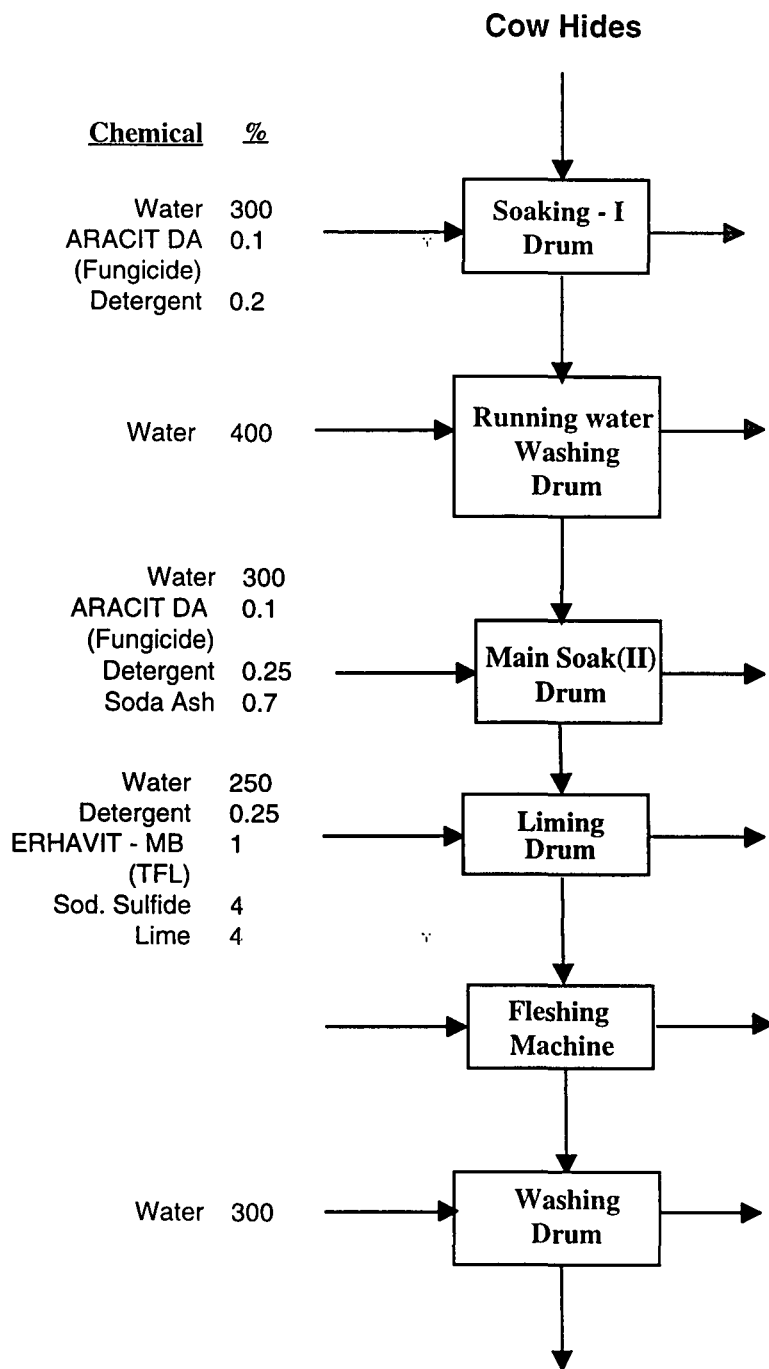 Cow Hides
Chemical %
Water 300
ARACIT DA 0.1
(Fungicide)
Detergent 0.2
Soaking - I
Drum
Water 400
Running water
Washing
Drum
Water 300
ARACIT DA 0.1
(Fungicide)
Detergent 0.25
Soda Ash 0.7
Main Soak(II)
Drum
Water 250
Detergent 0.25
ERHAVIT - MB 1
(TFL)
Sod. Sulfide 4
Lime 4
Liming
Drum
Fleshing
Machine
Water 300
Washing
Drum